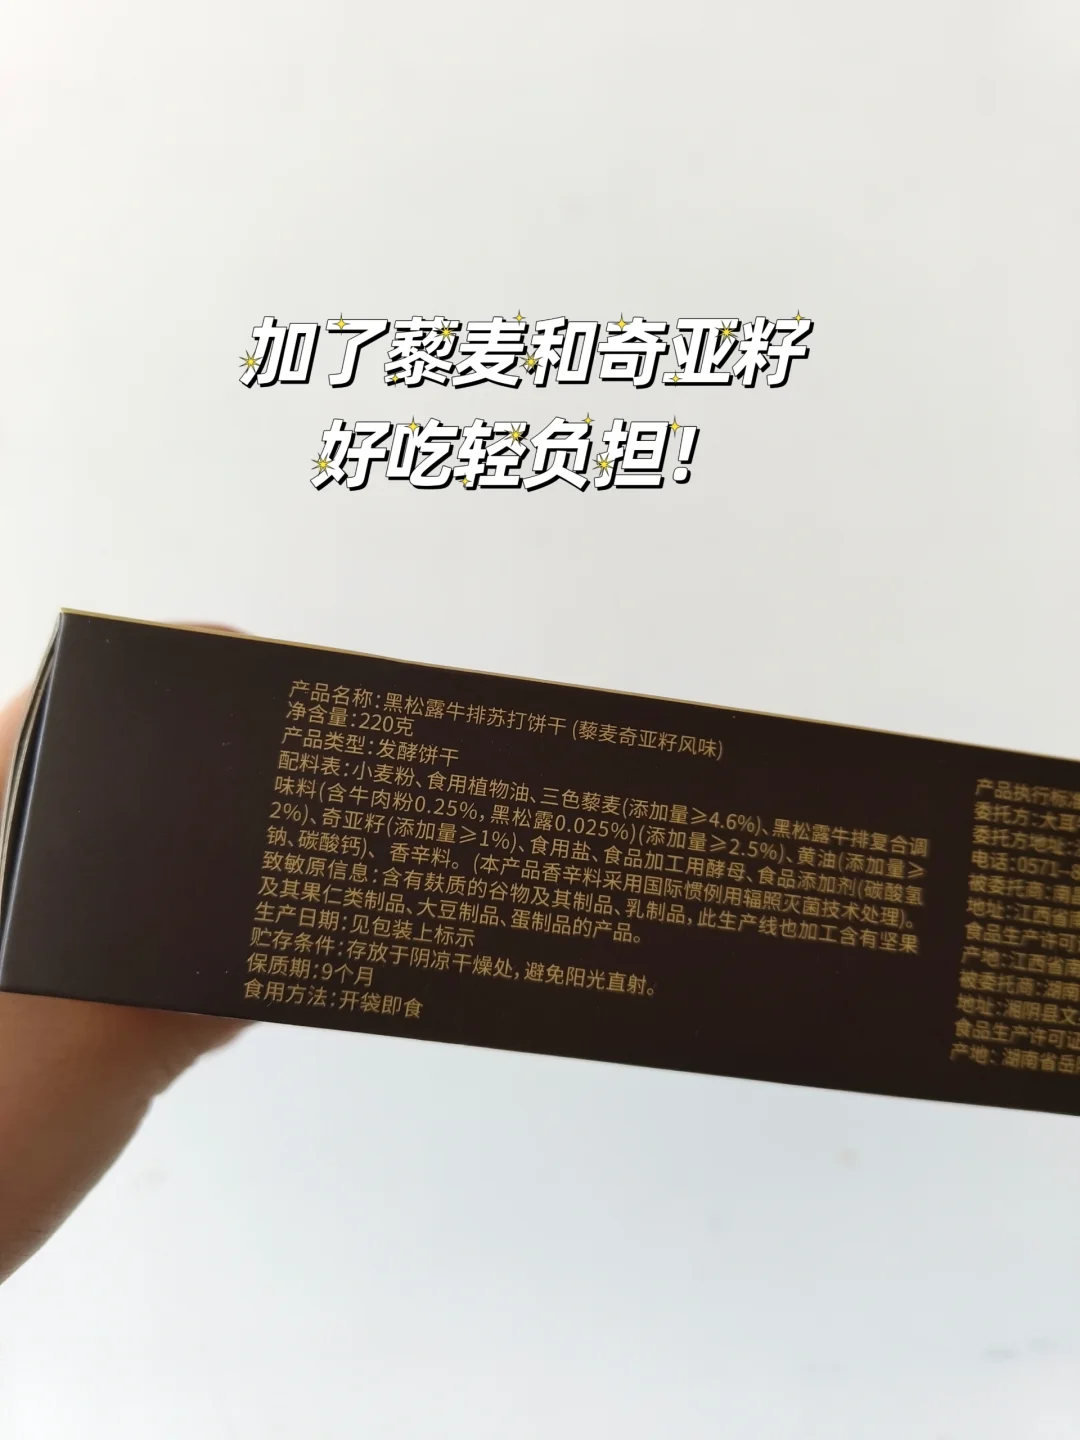 加了藜麦和奇亚籽
好吃轻负担!
产品名称:黑松露牛排苏打饼干(藜麦奇亚籽风味)
净含量:220克
产品类型:发酵饼干
配料表:小麦粉、食用植物油、三色藜麦(添加量≥4.6%)、黑松露牛排复合调
味料(含牛肉粉0.25%,黑松露0.025%)(添加量≥2.5%)、黄油(添加量≥
2%)、奇亚籽(添加量≥1%)、食用盐、食品加工用酵母、食品添加剂(碳酸氢
钠、碳酸钙)、香辛料。(本产品香辛料采用国际惯例用辐照灭菌技术处理)。
致敏原信息:含有麸质的谷物及其制品、乳制品,此生产线也加工含有坚果
及其果仁类制品、大豆制品、蛋制品的产品。
生产日期:见包装上标示
贮存条件:存放于阴凉干燥处,避免阳光直射。
保质期:9个月
食用方法:开袋即食
产品执行标
委托方:大
委托方地址:
电话:0571-8
被委托商:南昌
地址:江西省南
食品生产许可
产地:江西省南
被委托商:湖南
地址:湘阴县文
食品生产许可证
产地:湖南省岳